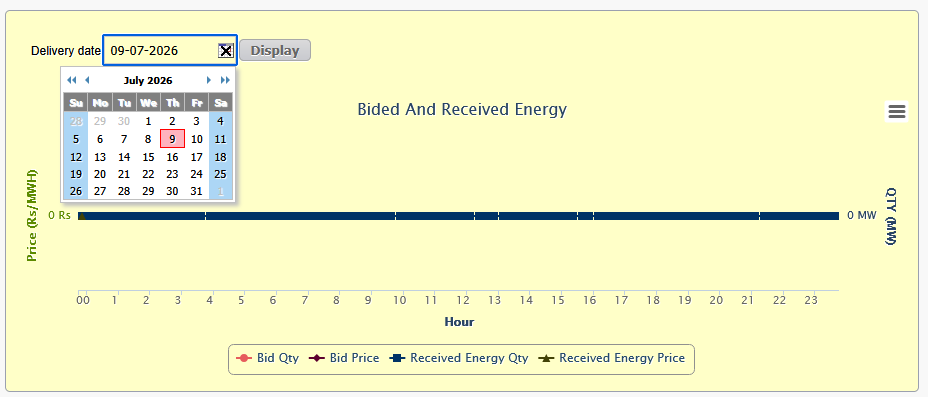 Delivery date 09-07-2026 Display
July 2026
Su Mo Tu We Th Fr Sa
28 29 30 1 2 3 4
5 6 7 8 9 10 11
12 13 14 15 16 17 18
19 20 21 22 23 24 25
26 27 28 29 30 31 1
Bided And Received Energy
Price (Rs/MWH)
0 Rs
0 MW
QTY (MW)
00 1 2 3 4 5 6 7 8 9 10 11 12 13 14 15 16 17 18 19 20 21 22 23
Hour
Bid Qty Bid Price Received Energy Qty Received Energy Price